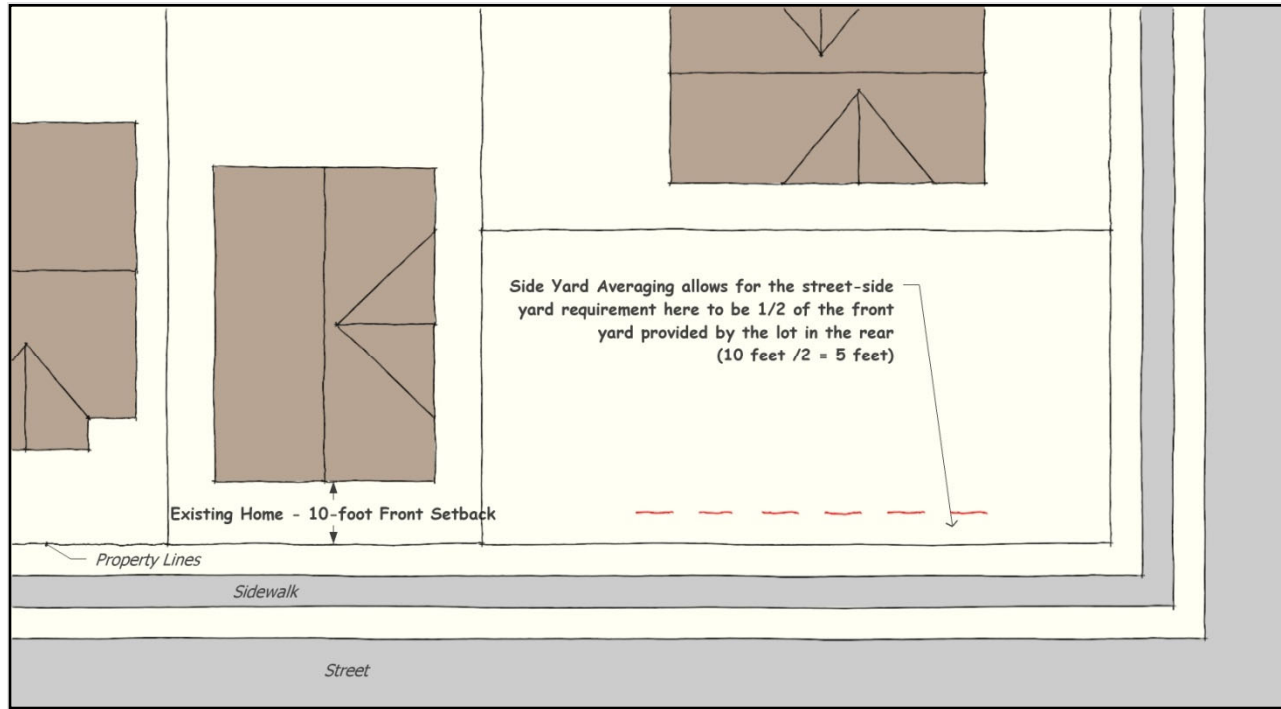 Side Yard Averaging allows for the street-side
yard requirement here to be 1/2 of the front
yard provided by the lot in the rear
(10 feet /2 = 5 feet)
Existing Home - 10-foot Front Setback
Property Lines
Sidewalk
Street